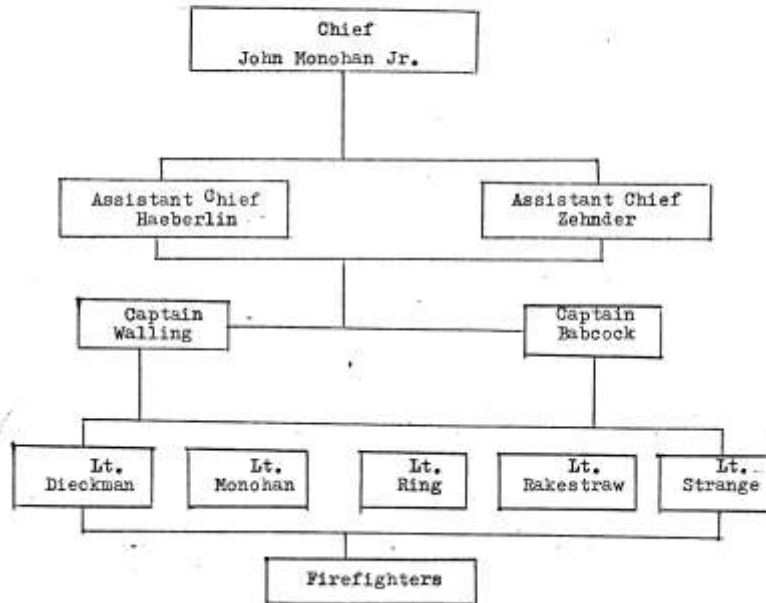 Chief
John Monohan Jr.
Assistant Chief
Haeberlin
Assistant Chief
Zehnder
Captain
Walling
Captain
Babcock
Lt.
Dieckman
Lt.
Monohan
Lt.
Ring
Lt.
Rakestraw
Lt.
Strange
Firefighters